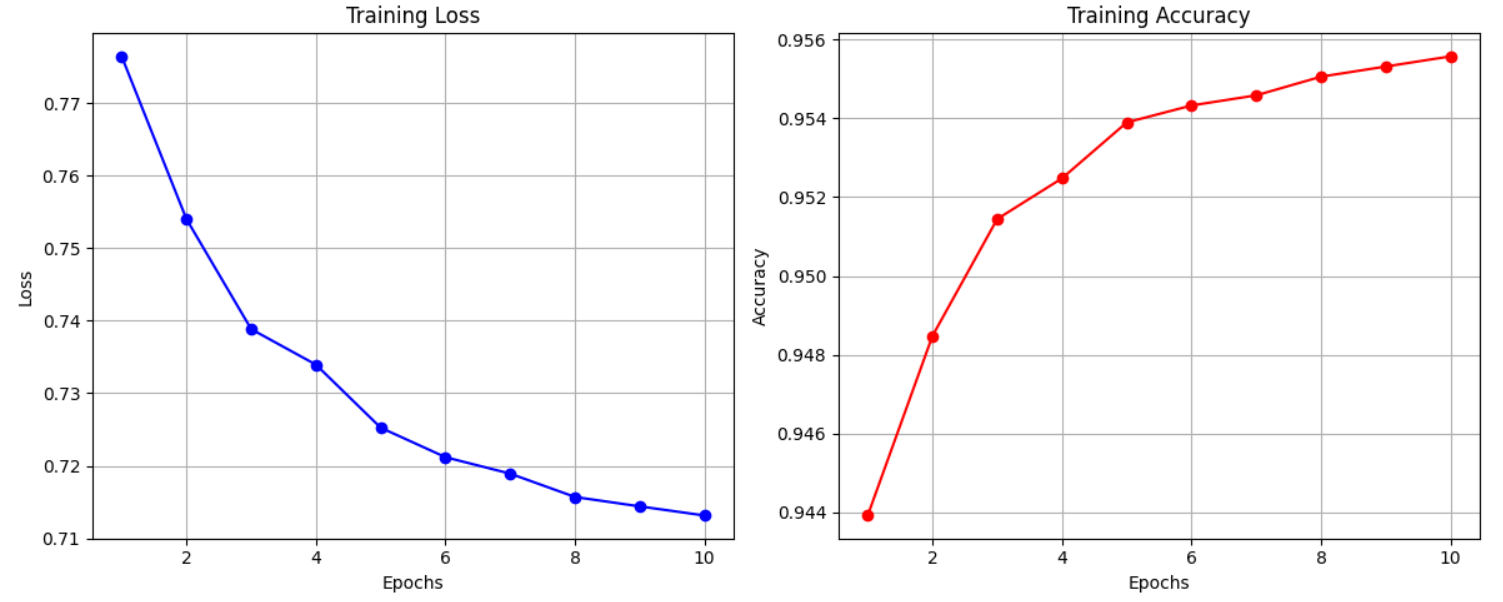 Training Loss
0.77
0.76
0.75
0.74
0.73
0.72
0.71
Loss
2 4 6 8 10
Epochs
Training Accuracy
0.956
0.954
0.952
0.950
0.948
0.946
0.944
Accuracy
2 4 6 8 10
Epochs